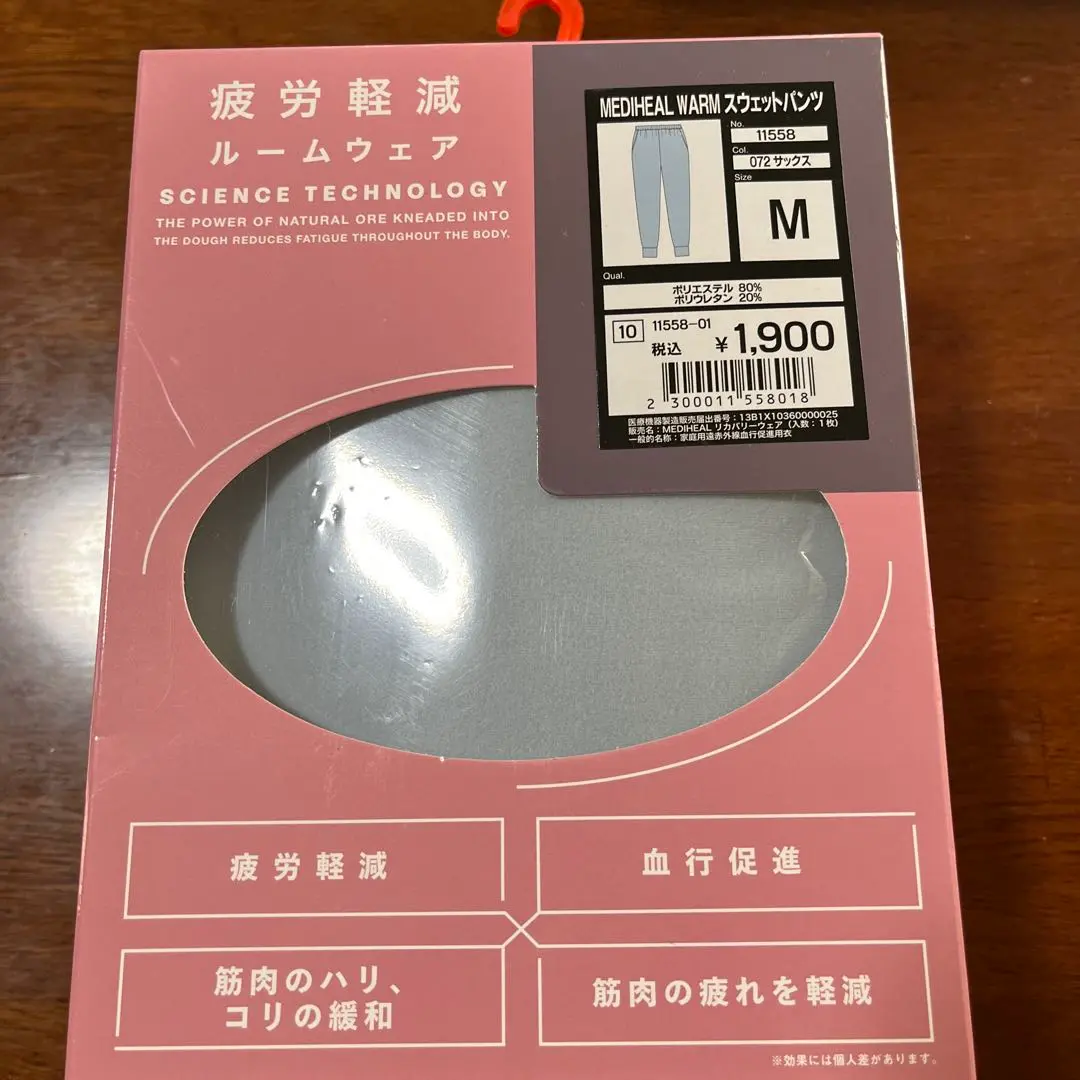 疲労軽減
ルームウェア
SCIENCE TECHNOLOGY
THE POWER OF NATURAL ORE KNEADED INTO
THE DOUGH REDUCES FATIGUE THROUGHOUT THE BODY.
MEDIHEAL WARM スウェットパンツ
No.
11558
Col.
072 サックス
Size
M
Qual.
ポリエステル 80%
ポリウレタン 20%
10 11558-01
税込 ¥1,900
2 300011 558018
医療機器製造販売届出番号:13B1X10360000025
販売名:MEDIHEAL リカバリーウェア(入数:1枚)
一般的名称:家庭用遠赤外線血行促進用衣
疲労軽減
血行促進
筋肉のハリ、
コリの緩和
筋肉の疲れを軽減
※効果には個人差があります。